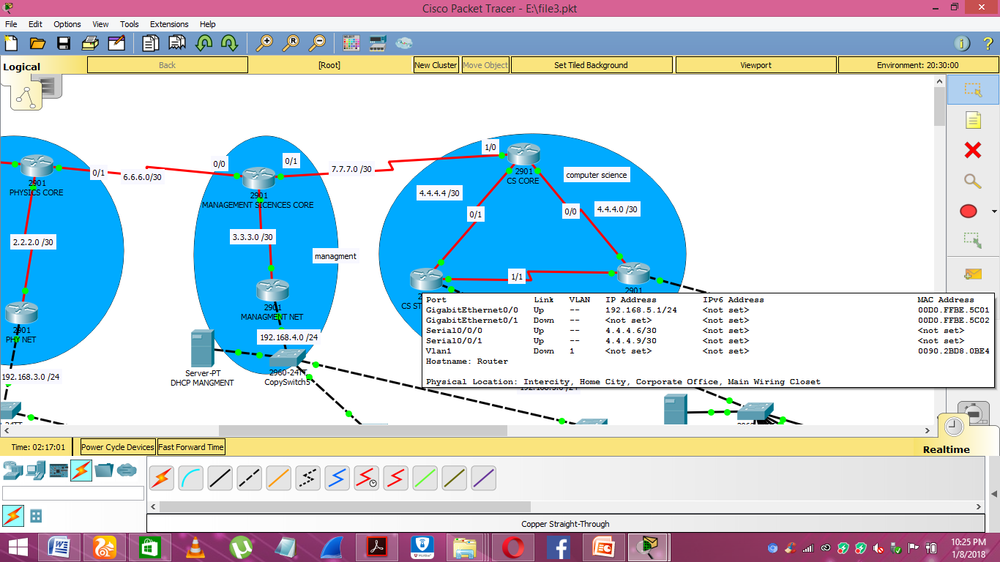 Cisco Packet Tracer - E:\file3.pkt
File Edit Options View Tools Extensions Help
Logical
Back
[Root]
New Cluster
Move Object
Set Tiled Background
Viewport
Environment: 20:30:00
1/0
0/0
0/1
0/1
6.6.6.0/30
7.7.7.0 /30
2901
CS CORE
computer science
2901
PHYSICS CORE
2901
MANAGEMENT SICENCES CORE
4.4.4.4 /30
0/1
0/0
4.4.4.0 /30
2.2.2.0 /30
3.3.3.0 /30
managment
1/1
2901
CS ST
2901
MANAGMENT NET
2901
PHY NET
192.168.4.0 /24
Server-PT
DHCP MANGMENT
2960-24TT
CopySwitch5
192.168.3.0 /24
Port Link VLAN IP Address IPv6 Address MAC Address
GigabitEthernet0/0 Up -- 192.168.5.1/24 <not set> 00D0.FFBE.5C01
GigabitEthernet0/1 Down -- <not set> <not set> 00D0.FFBE.5C02
Serial0/0/0 Up -- 4.4.4.6/30 <not set> <not set>
Serial0/0/1 Up -- 4.4.4.9/30 <not set> <not set>
Vlan1 Down 1 <not set> <not set> 0090.2BD8.0BE4
Hostname: Router
Physical Location: Intercity, Home City, Corporate Office, Main Wiring Closet
Time: 02:17:01
Power Cycle Devices
Fast Forward Time
Realtime
Copper Straight-Through
10:25 PM
1/8/2018